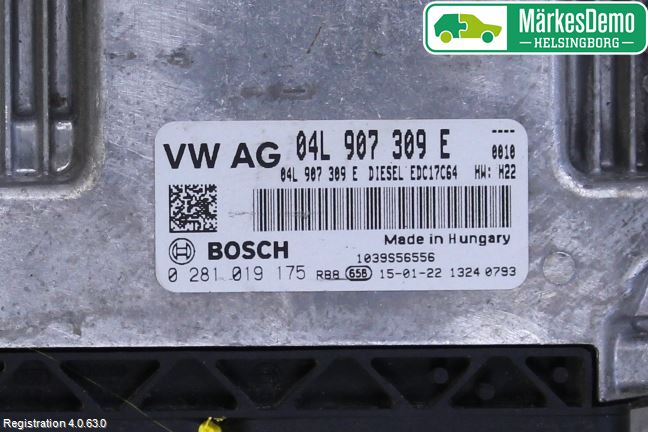 MärkesDemo
HELSINGBORG
VW AG 04L 907 309 E ----
0010
04L 907 309 E DIESEL EDC17C64 HW: H22
BOSCH Made in Hungary
1039S56556
0 281 019 175 RB8 656 15-01-22 1324 0793
Registration 4.0.63.0